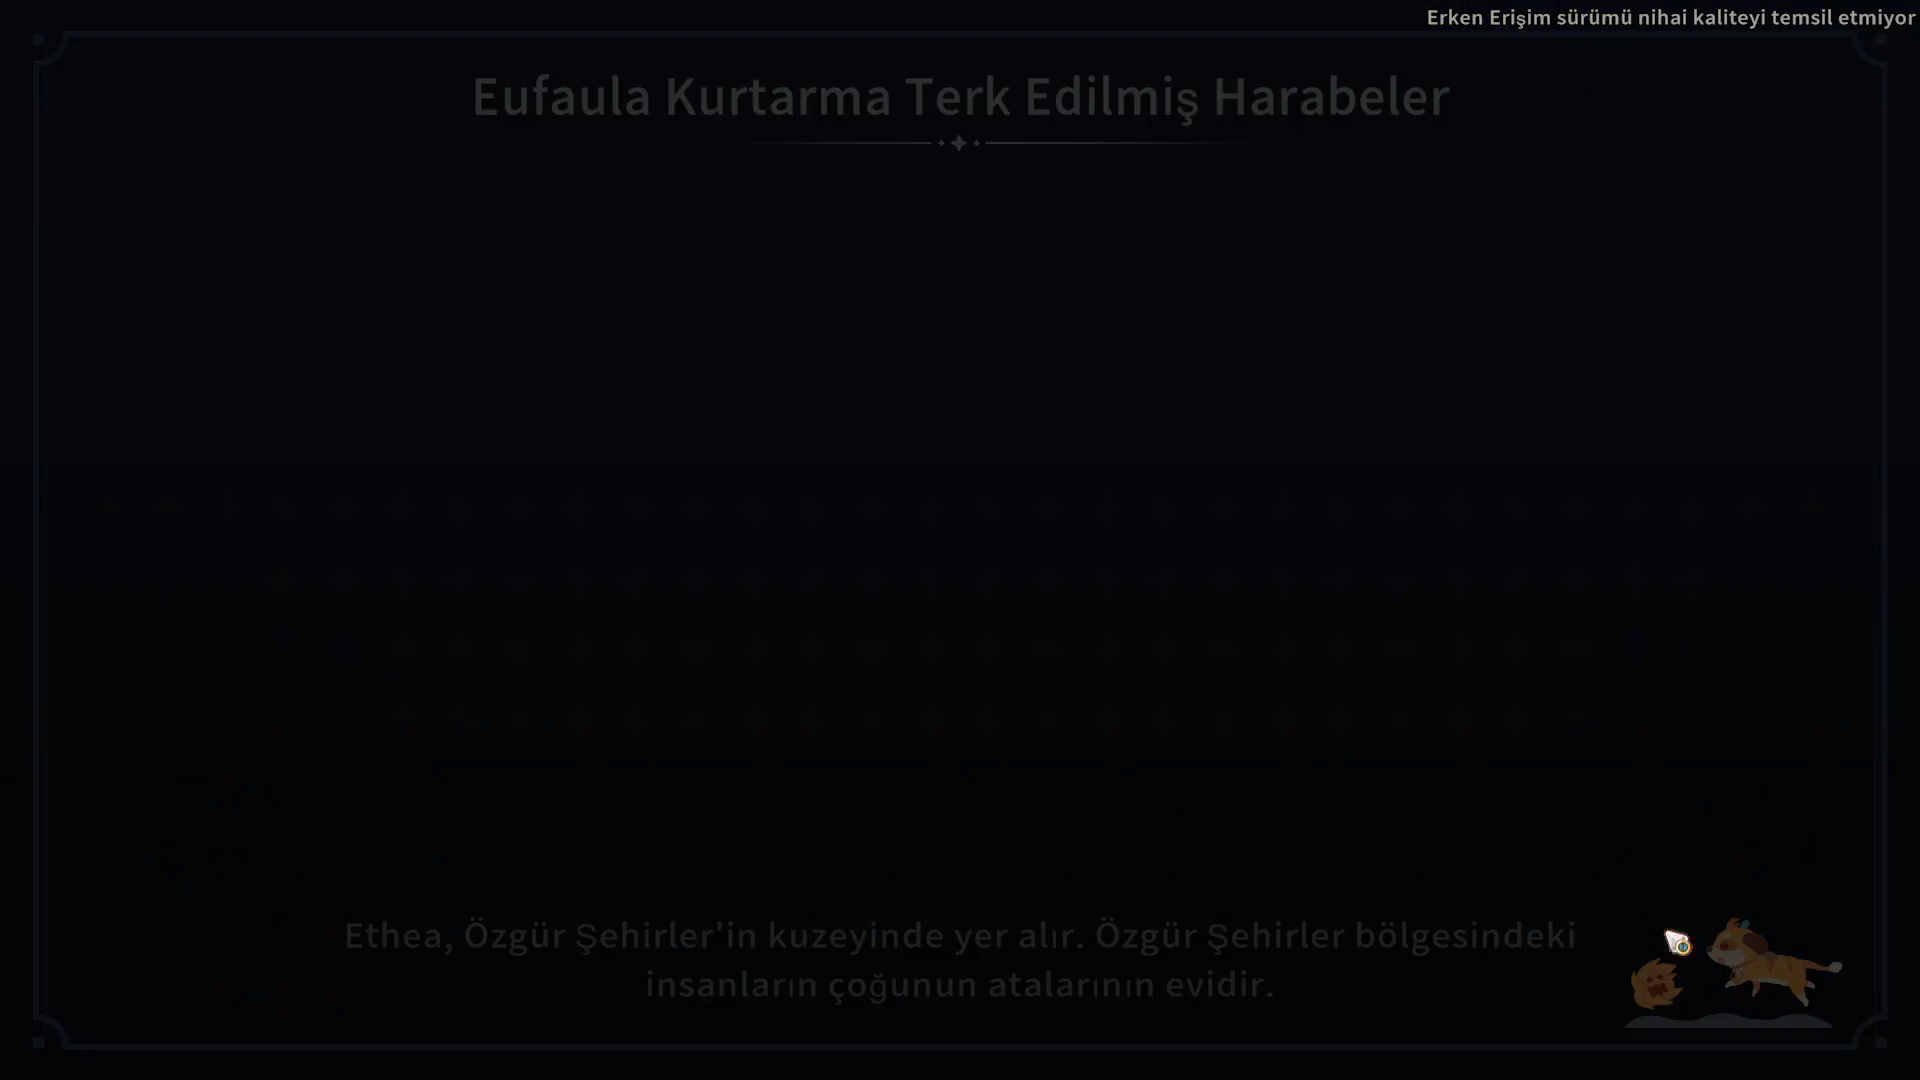 Erken Erişim sürümü nihai kaliteyi temsil etmiyor
Eufaula Kurtarma Terk Edilmiş Harabeler
Ethea, Özgür Şehirler'in kuzeyinde yer alır. Özgür Şehirler bölgesindeki
insanların çoğunun atalarının evidir.